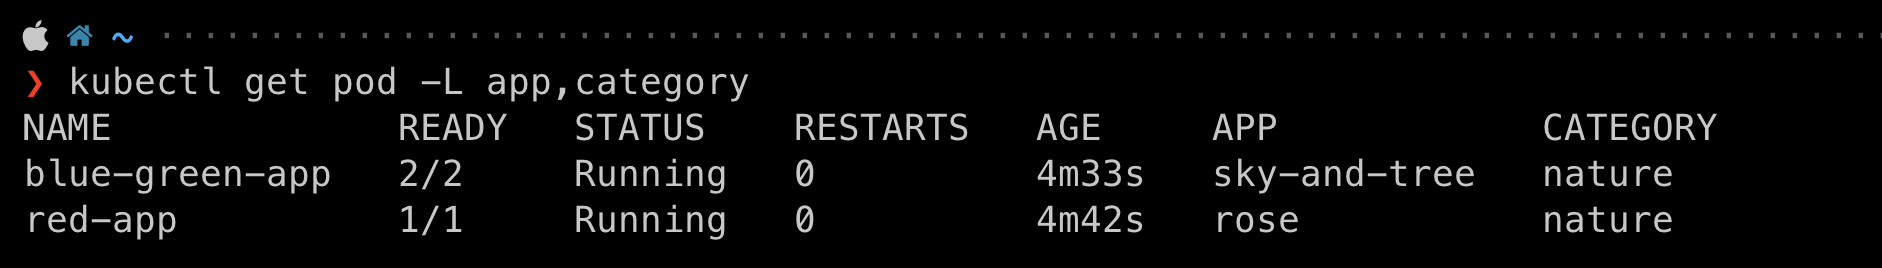 ~
❯ kubectl get pod -L app,category
NAME READY STATUS RESTARTS AGE APP CATEGORY
blue-green-app 2/2 Running 0 4m33s sky-and-tree nature
red-app 1/1 Running 0 4m42s rose nature